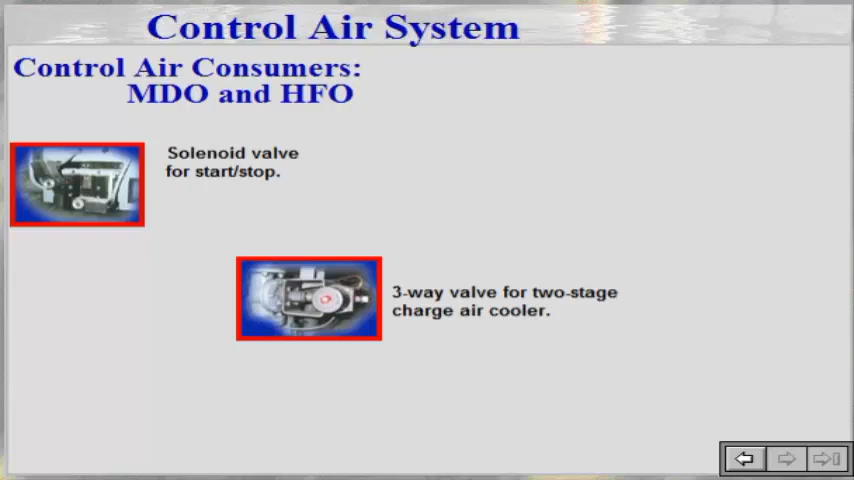 Control Air System
Control Air Consumers:
MDO and HFO
Solenoid valve
for start/stop.
3-way valve for two-stage
charge air cooler.